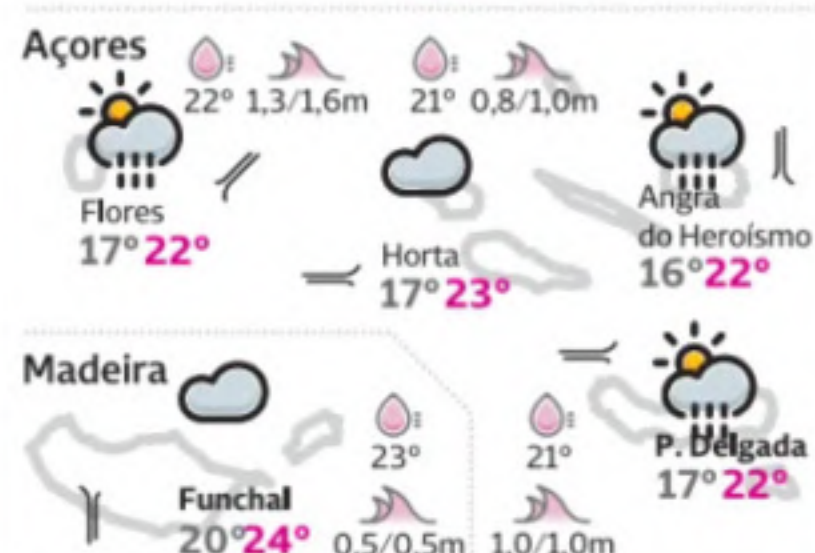 Açores
22° 1,3/1,6m
21° 0,8/1,0m
Flores
17° 22°
Horta
17° 23°
Angra
do Heroísmo
16° 22°
Madeira
Funchal
20° 24°
23°
0,5/0,5m
21°
1,0/1,0m
P. Delgada
17° 22°